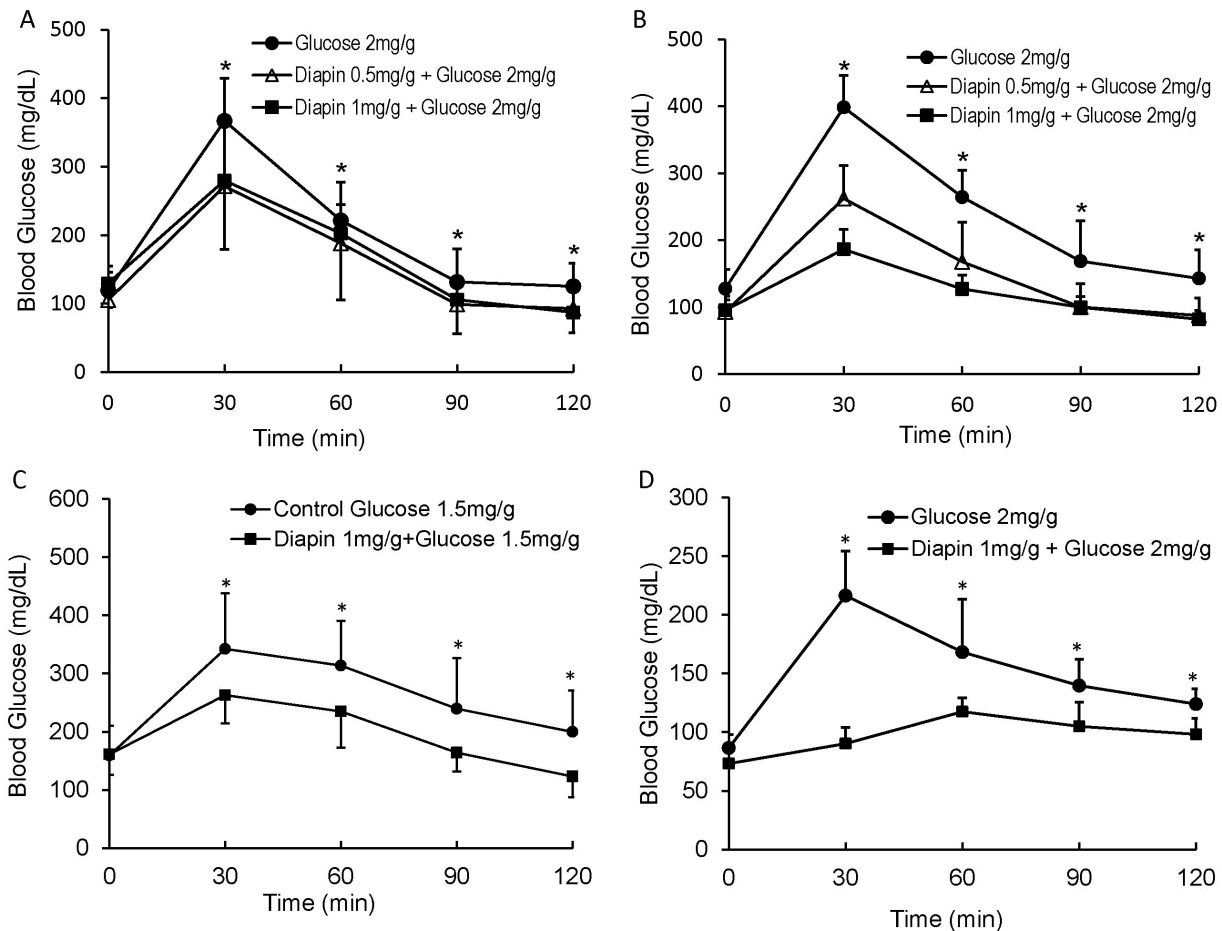 A
Blood Glucose (mg/dL)
500
400
300
200
100
0
Glucose 2mg/g
Diapin 0.5mg/g + Glucose 2mg/g
Diapin 1mg/g + Glucose 2mg/g
*
*
*
*
0 30 60 90 120
Time (min)
B
Blood Glucose (mg/dL)
500
400
300
200
100
0
Glucose 2mg/g
Diapin 0.5mg/g + Glucose 2mg/g
Diapin 1mg/g + Glucose 2mg/g
*
*
*
*
0 30 60 90 120
Time (min)
C
Blood Glucose (mg/dL)
600
500
400
300
200
100
0
Control Glucose 1.5mg/g
Diapin 1mg/g+Glucose 1.5mg/g
*
*
*
*
0 30 60 90 120
Time (min)
D
Blood Glucose (mg/dL)
300
250
200
150
100
50
0
Glucose 2mg/g
Diapin 1mg/g + Glucose 2mg/g
*
*
*
*
0 30 60 90 120
Time (min)